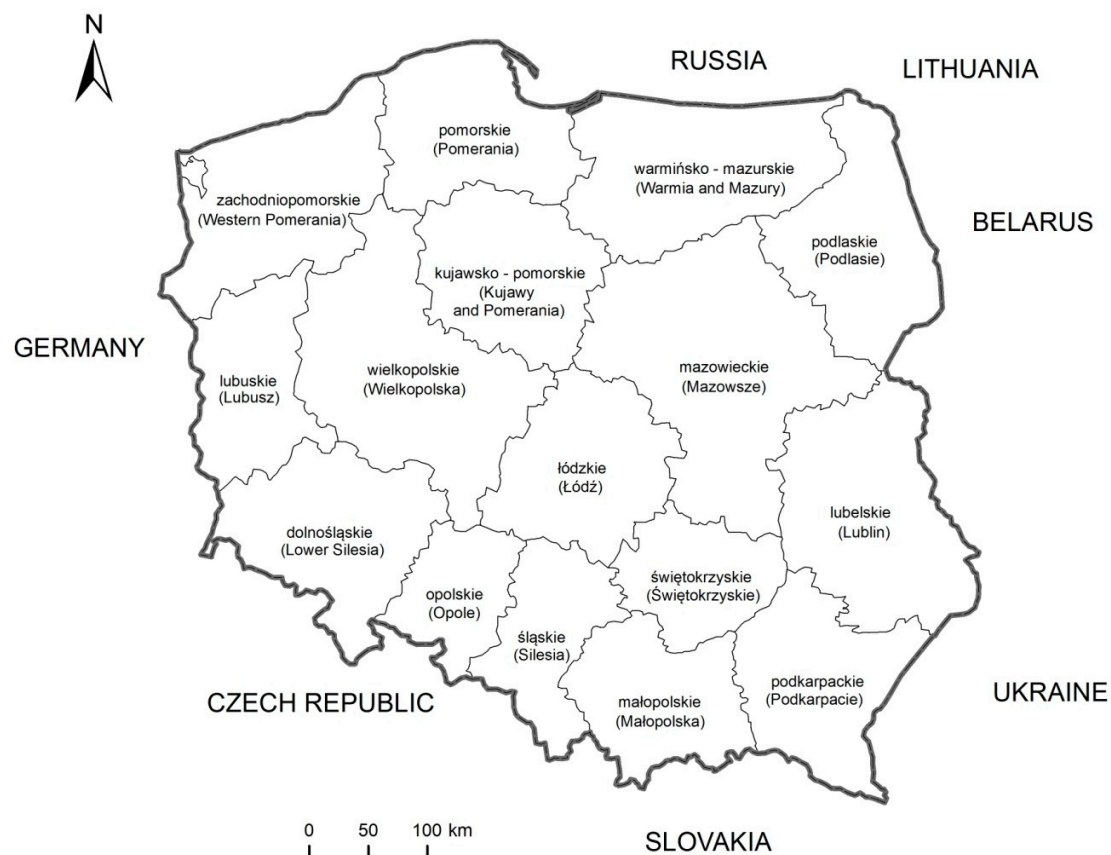 N
RUSSIA
LITHUANIA
pomorskie
(Pomerania)
warmińsko - mazurskie
(Warmia and Mazury)
zachodniopomorskie
(Western Pomerania)
BELARUS
podlaskie
(Podlasie)
kujawsko - pomorskie
(Kujawy
and Pomerania)
GERMANY
lubuskie
(Lubusz)
wielkopolskie
(Wielkopolska)
mazowieckie
(Mazowsze)
łódzkie
(Łódź)
lubelskie
(Lublin)
dolnośląskie
(Lower Silesia)
opolskie
(Opole)
świętokrzyskie
(Świętokrzyskie)
śląskie
(Silesia)
małopolskie
(Małopolska)
podkarpackie
(Podkarpacie)
UKRAINE
CZECH REPUBLIC
0 50 100 km
SLOVAKIA